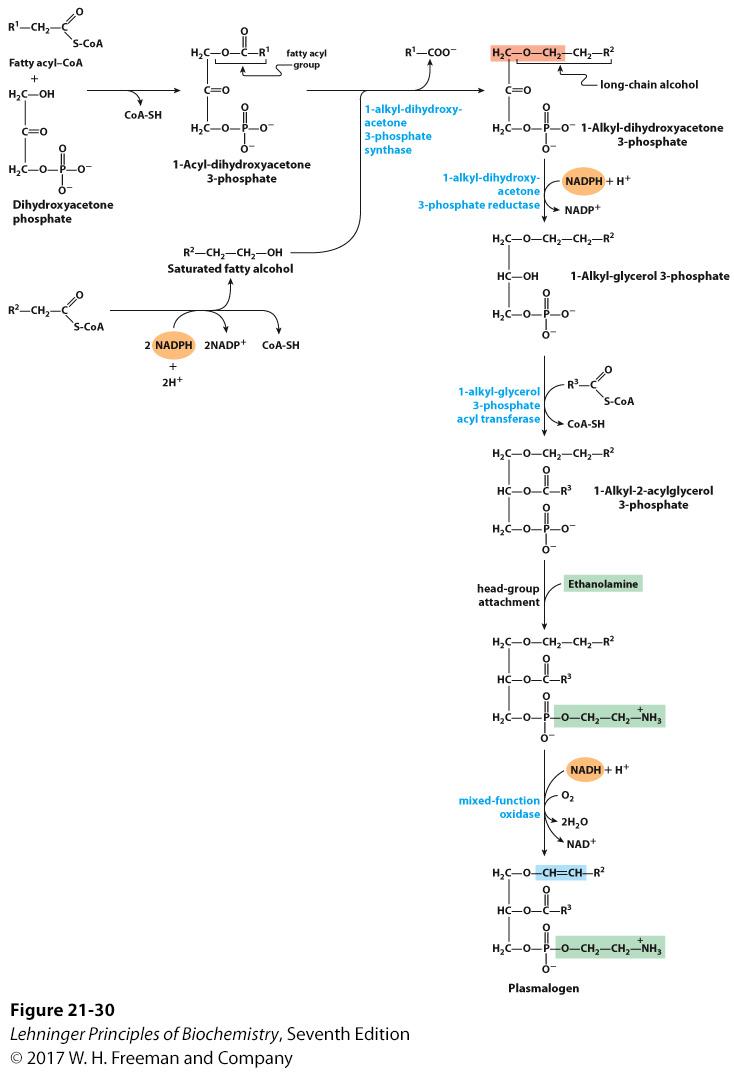 R¹—CH₂—C
O
S-CoA
Fatty acyl–CoA
+
H₂C—OH
C=O
O
H₂C—O—P—O⁻
O⁻
Dihydroxyacetone
phosphate
CoA-SH
O
H₂C—O—C—R¹
fatty acyl
group
C=O
O
H₂C—O—P—O⁻
O⁻
1-Acyl-dihydroxyacetone
3-phosphate
R¹—COO⁻
1-alkyl-dihydroxy-
acetone
3-phosphate
synthase
H₂C—O—CH₂—CH₂—R²
long-chain alcohol
C=O
O
H₂C—O—P—O⁻
O⁻
1-Alkyl-dihydroxyacetone
3-phosphate
1-alkyl-dihydroxy-
acetone
3-phosphate reductase
NADPH + H⁺
NADP⁺
R²—CH₂—CH₂—OH
Saturated fatty alcohol
R²—CH₂—C
O
S-CoA
2 NADPH
+
2H⁺
2NADP⁺
CoA-SH
H₂C—O—CH₂—CH₂—R²
HC—OH
1-Alkyl-glycerol 3-phosphate
O
H₂C—O—P—O⁻
O⁻
1-alkyl-glycerol
3-phosphate
acyl transferase
R³—C
O
S-CoA
CoA-SH
H₂C—O—CH₂—CH₂—R²
O
HC—O—C—R³
1-Alkyl-2-acylglycerol
3-phosphate
O
H₂C—O—P—O⁻
O⁻
head-group
attachment
Ethanolamine
H₂C—O—CH₂—CH₂—R²
O
HC—O—C—R³
O
H₂C—O—P—O—CH₂—CH₂—NH₃
+
O⁻
mixed-function
oxidase
NADH + H⁺
O₂
2H₂O
NAD⁺
H₂C—O—CH=CH—R²
O
HC—O—C—R³
O
H₂C—O—P—O—CH₂—CH₂—NH₃
+
O⁻
Plasmalogen
Figure 21-30
Lehninger Principles of Biochemistry, Seventh Edition
© 2017 W. H. Freeman and Company